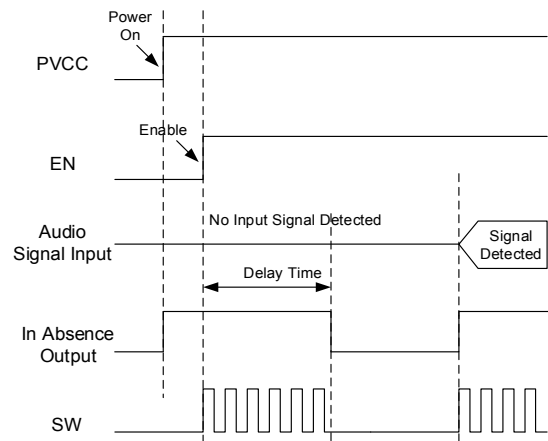 Power
On
PVCC
Enable
EN
No Input Signal Detected
Audio
Signal Input
Signal
Detected
Delay Time
In Absence
Output
SW